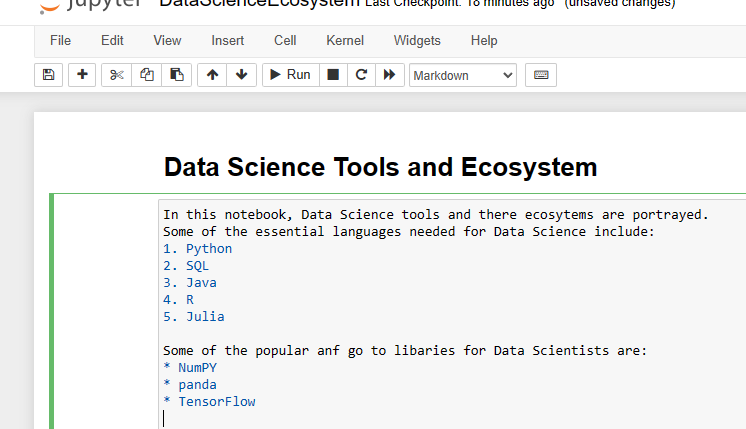 jupyter DataScienceEcosystem Last Checkpoint: 18 minutes ago (unsaved changes)
File Edit View Insert Cell Kernel Widgets Help
Run Markdown
Data Science Tools and Ecosystem
In this notebook, Data Science tools and there ecosytems are portrayed.
Some of the essential languages needed for Data Science include:
1. Python
2. SQL
3. Java
4. R
5. Julia
Some of the popular anf go to libaries for Data Scientists are:
* NumPY
* panda
* TensorFlow